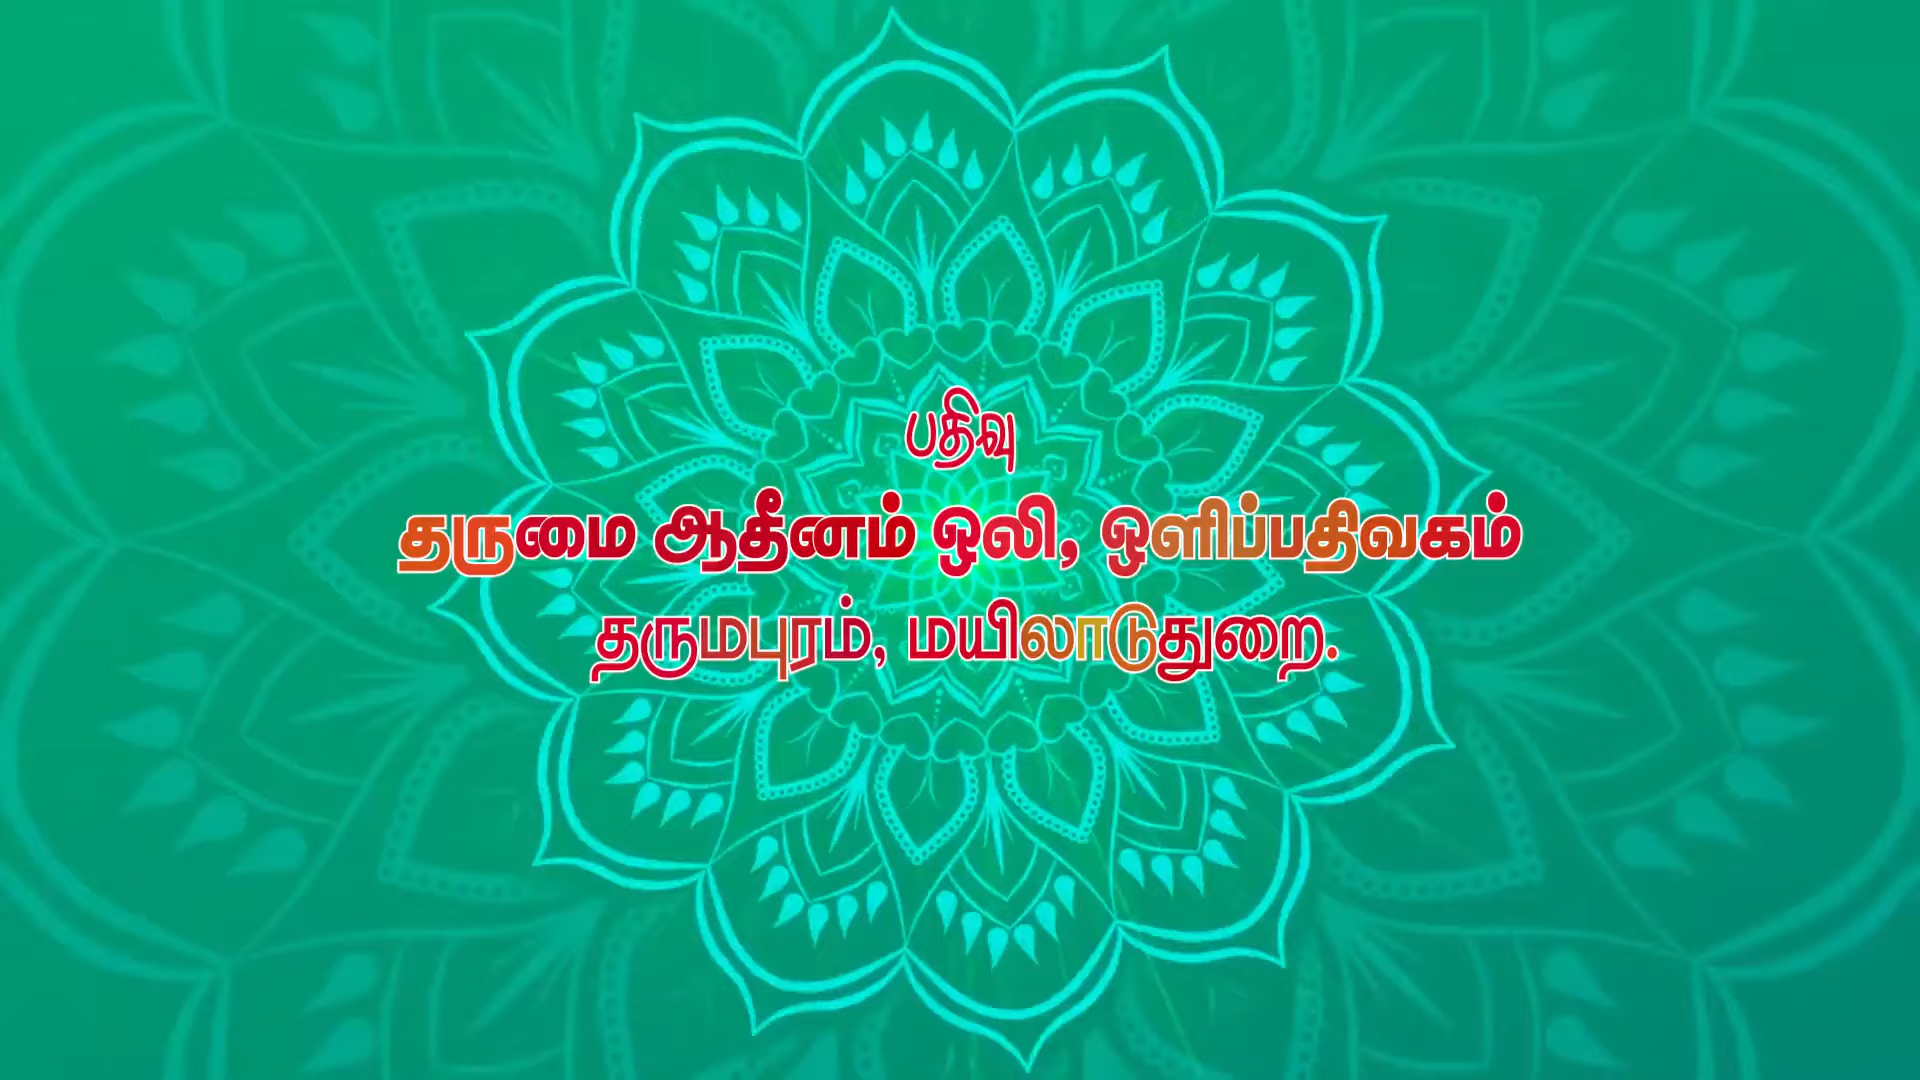 பதிவு
தருமை ஆதீனம் ஒலி, ஒளிப்பதிவகம்
தருமபுரம், மயிலாடுதுறை.